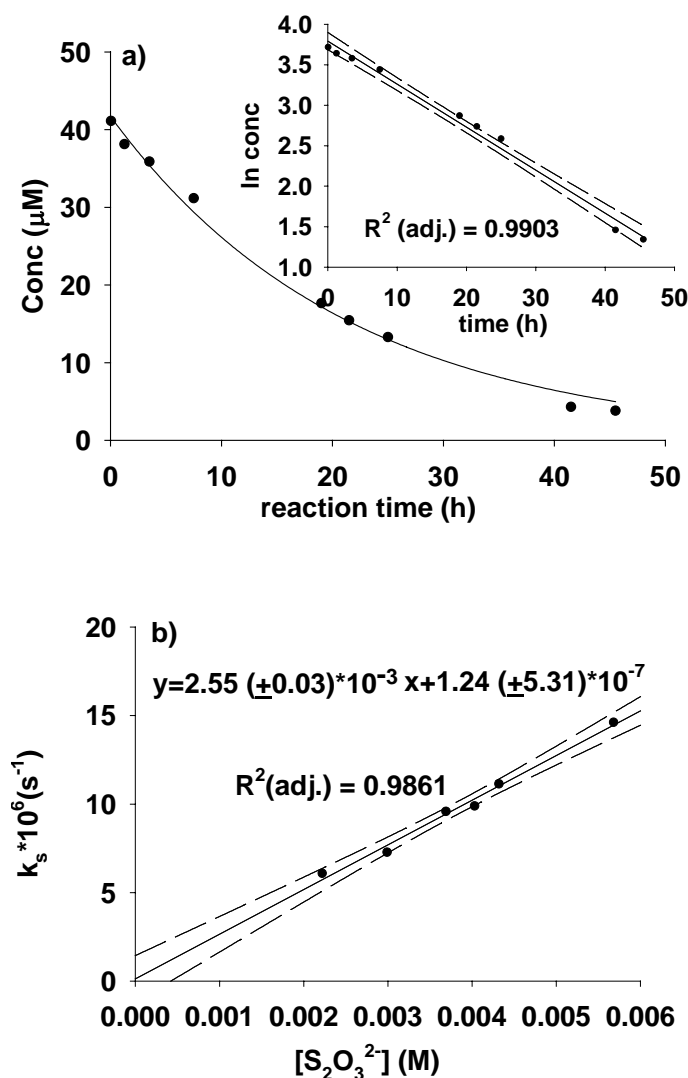 a)
Conc (μM)
50
40
30
20
10
0
0 10 20 30 40 50
reaction time (h)
ln conc
4.0
3.5
3.0
2.5
2.0
1.5
1.0
R² (adj.) = 0.9903
0 10 20 30 40 50
time (h)
b)
y=2.55 (±0.03)*10⁻³ x+1.24 (±5.31)*10⁻⁷
R²(adj.) = 0.9861
kₛ*10⁶(s⁻¹)
20
15
10
5
0
0.000 0.001 0.002 0.003 0.004 0.005 0.006
[S₂O₃²⁻] (M)